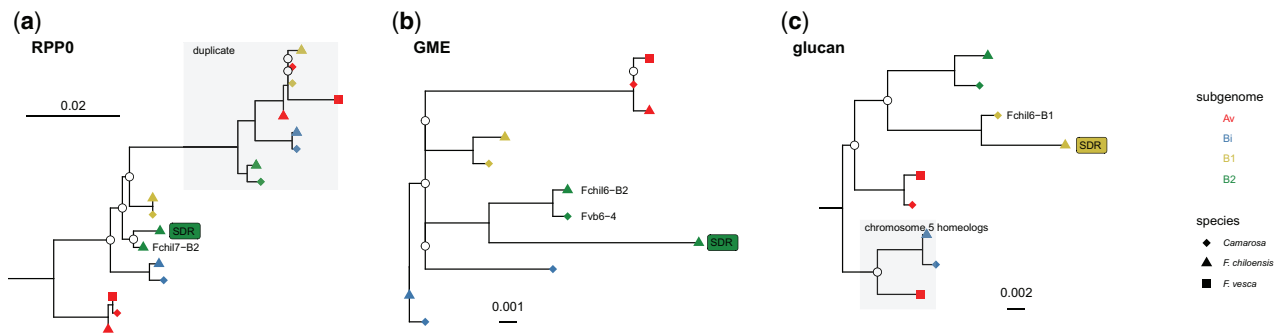 (a)
RPP0
duplicate
0.02
SDR
Fchil7-B2
(b)
GME
Fchil6-B2
Fvb6-4
SDR
0.001
(c)
glucan
Fchil6-B1
SDR
chromosome 5 homeologs
0.002
subgenome
Av
Bi
B1
B2
species
Camarosa
F. chiloensis
F. vesca